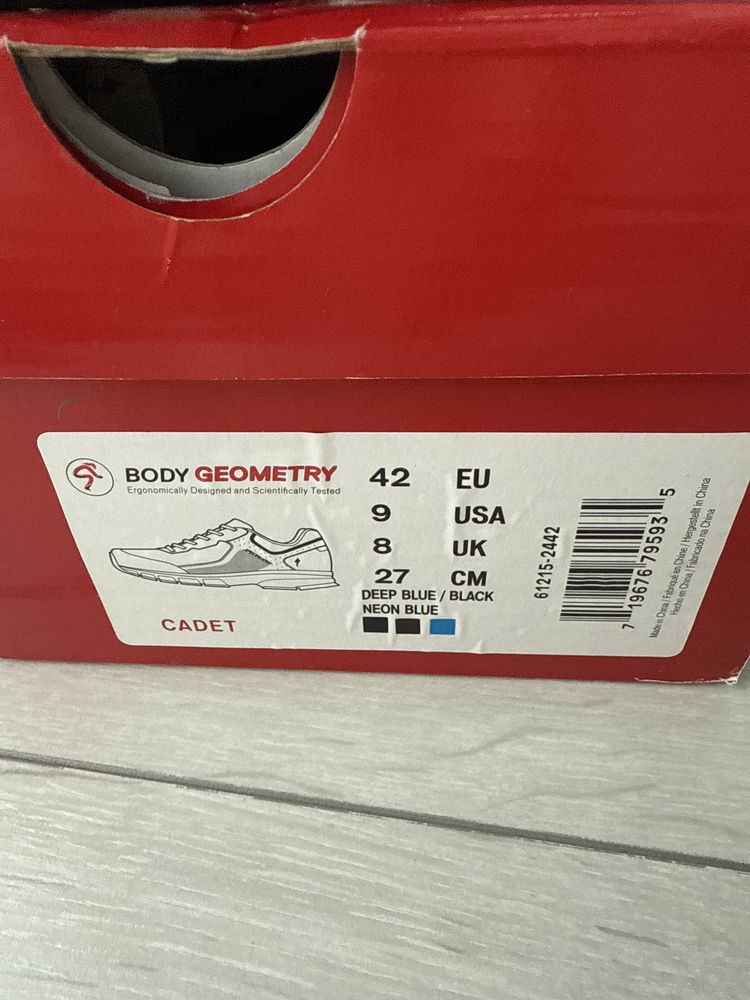 BODY GEOMETRY
Ergonomically Designed and Scientifically Tested
CADET
42 EU
9 USA
8 UK
27 CM
DEEP BLUE / BLACK
NEON BLUE
61215-2442
7 19676 79593 5
Made in China / Fabriqué en Chine / Hergestellt in China
Hecho en China / Fabricado na China